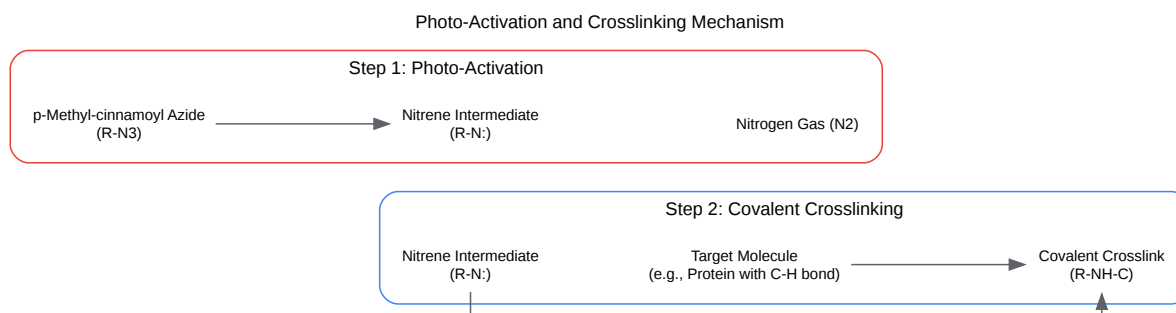 Photo-Activation and Crosslinking Mechanism
Step 1: Photo-Activation
p-Methyl-cinnamoyl Azide
(R-N3)
Nitrene Intermediate
(R-N:)
Nitrogen Gas (N2)
Step 2: Covalent Crosslinking
Nitrene Intermediate
(R-N:)
Target Molecule
(e.g., Protein with C-H bond)
Covalent Crosslink
(R-NH-C)